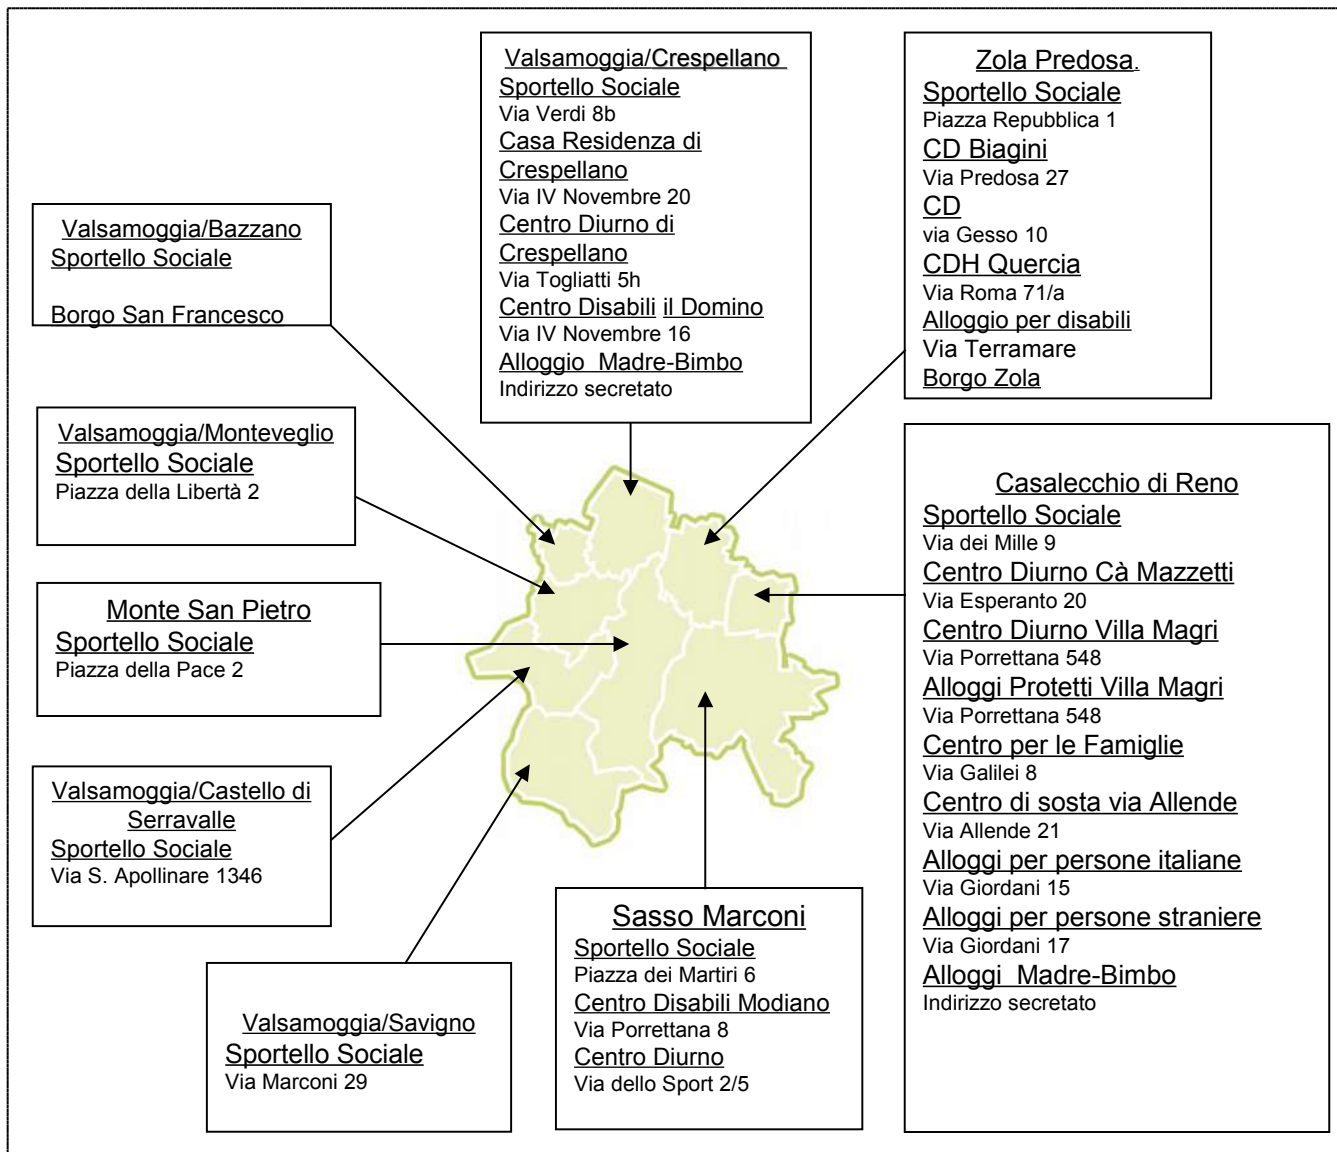 Valsamoggia/Crespellano
Sportello Sociale
Via Verdi 8b
Casa Residenza di
Crespellano
Via IV Novembre 20
Centro Diurno di
Crespellano
Via Togliatti 5h
Centro Disabili il Domino
Via IV Novembre 16
Alloggio Madre-Bimbo
Indirizzo secretato
Zola Predosa.
Sportello Sociale
Piazza Repubblica 1
CD Biagini
Via Predosa 27
CD
via Gesso 10
CDH Quercia
Via Roma 71/a
Alloggio per disabili
Via Terramare
Borgo Zola
Valsamoggia/Bazzano
Sportello Sociale
Borgo San Francesco
Valsamoggia/Monteveglio
Sportello Sociale
Piazza della Libertà 2
Monte San Pietro
Sportello Sociale
Piazza della Pace 2
Valsamoggia/Castello di
Serravalle
Sportello Sociale
Via S. Apollinare 1346
Valsamoggia/Savigno
Sportello Sociale
Via Marconi 29
Sasso Marconi
Sportello Sociale
Piazza dei Martiri 6
Centro Disabili Modiano
Via Porrettana 8
Centro Diurno
Via dello Sport 2/5
Casalecchio di Reno
Sportello Sociale
Via dei Mille 9
Centro Diurno Cà Mazzetti
Via Esperanto 20
Centro Diurno Villa Magri
Via Porrettana 548
Alloggi Protetti Villa Magri
Via Porrettana 548
Centro per le Famiglie
Via Galilei 8
Centro di sosta via Allende
Via Allende 21
Alloggi per persone italiane
Via Giordani 15
Alloggi per persone straniere
Via Giordani 17
Alloggi Madre-Bimbo
Indirizzo secretato